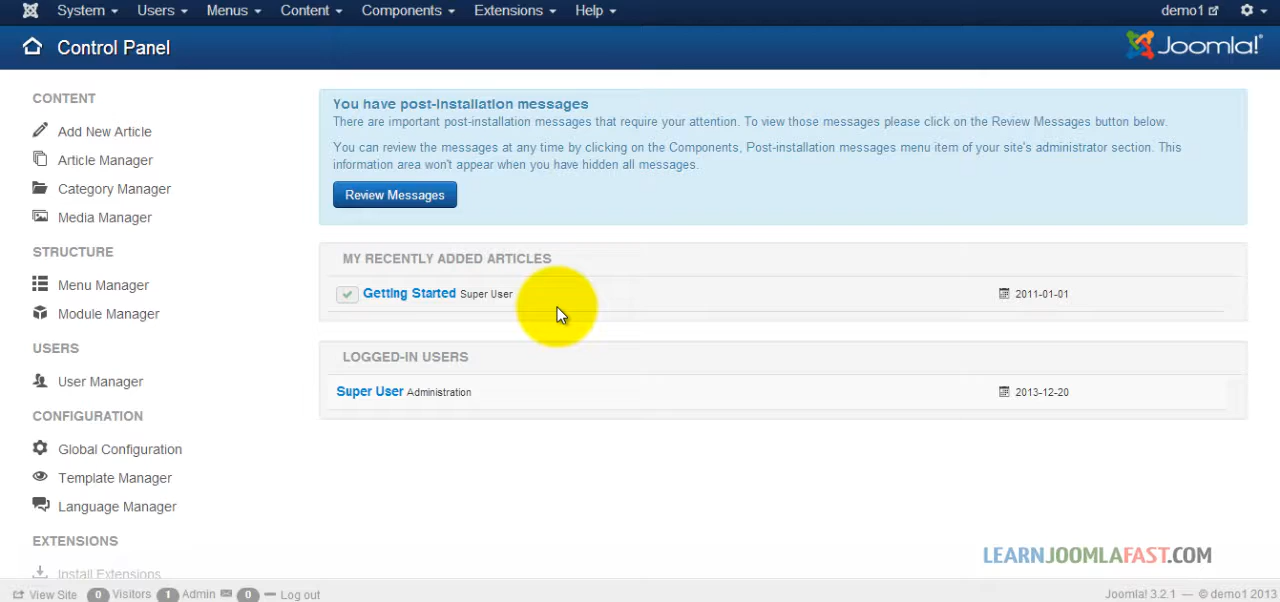 System Users Menus Content Components Extensions Help demo1
Control Panel Joomla!®
CONTENT
Add New Article
Article Manager
Category Manager
Media Manager
STRUCTURE
Menu Manager
Module Manager
USERS
User Manager
CONFIGURATION
Global Configuration
Template Manager
Language Manager
EXTENSIONS
Install Extensions
You have post-installation messages
There are important post-installation messages that require your attention. To view those messages please click on the Review Messages button below.
You can review the messages at any time by clicking on the Components, Post-installation messages menu item of your site's administrator section. This
information area won't appear when you have hidden all messages.
Review Messages
MY RECENTLY ADDED ARTICLES
Getting Started Super User 2011-01-01
LOGGED-IN USERS
Super User Administration 2013-12-20
LEARNJOOMLAFAST.COM
View Site 0 Visitors 1 Admin 0 Log out Joomla! 3.2.1 — © demo1 2013